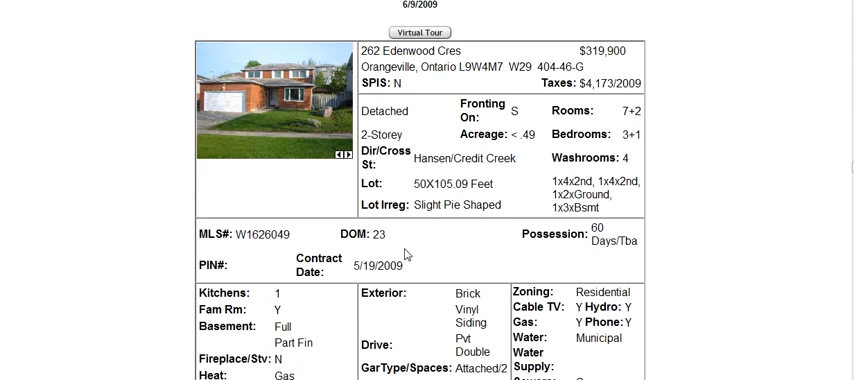 6/9/2009
Virtual Tour
262 Edenwood Cres $319,900
Orangeville, Ontario L9W4M7 W29 404-46-G
SPIS: N Taxes: $4,173/2009
Detached Fronting On: S Rooms: 7+2
2-Storey Acreage: < .49 Bedrooms: 3+1
Dir/Cross St: Hansen/Credit Creek Washrooms: 4
Lot: 50X105.09 Feet 1x4x2nd, 1x4x2nd,
1x2xGround,
Lot Irreg: Slight Pie Shaped 1x3xBsmt
MLS#: W1626049 DOM: 23 Possession: 60 Days/Tba
PIN#: Contract Date: 5/19/2009
Kitchens: 1 Exterior: Brick Zoning: Residential
Fam Rm: Y Vinyl Siding Cable TV: Y Hydro: Y
Basement: Full Gas: Y Phone: Y
Part Fin Drive: Pvt Double Water: Municipal
Fireplace/Stv: N Water Supply:
Heat: Gas GarType/Spaces: Attached/2